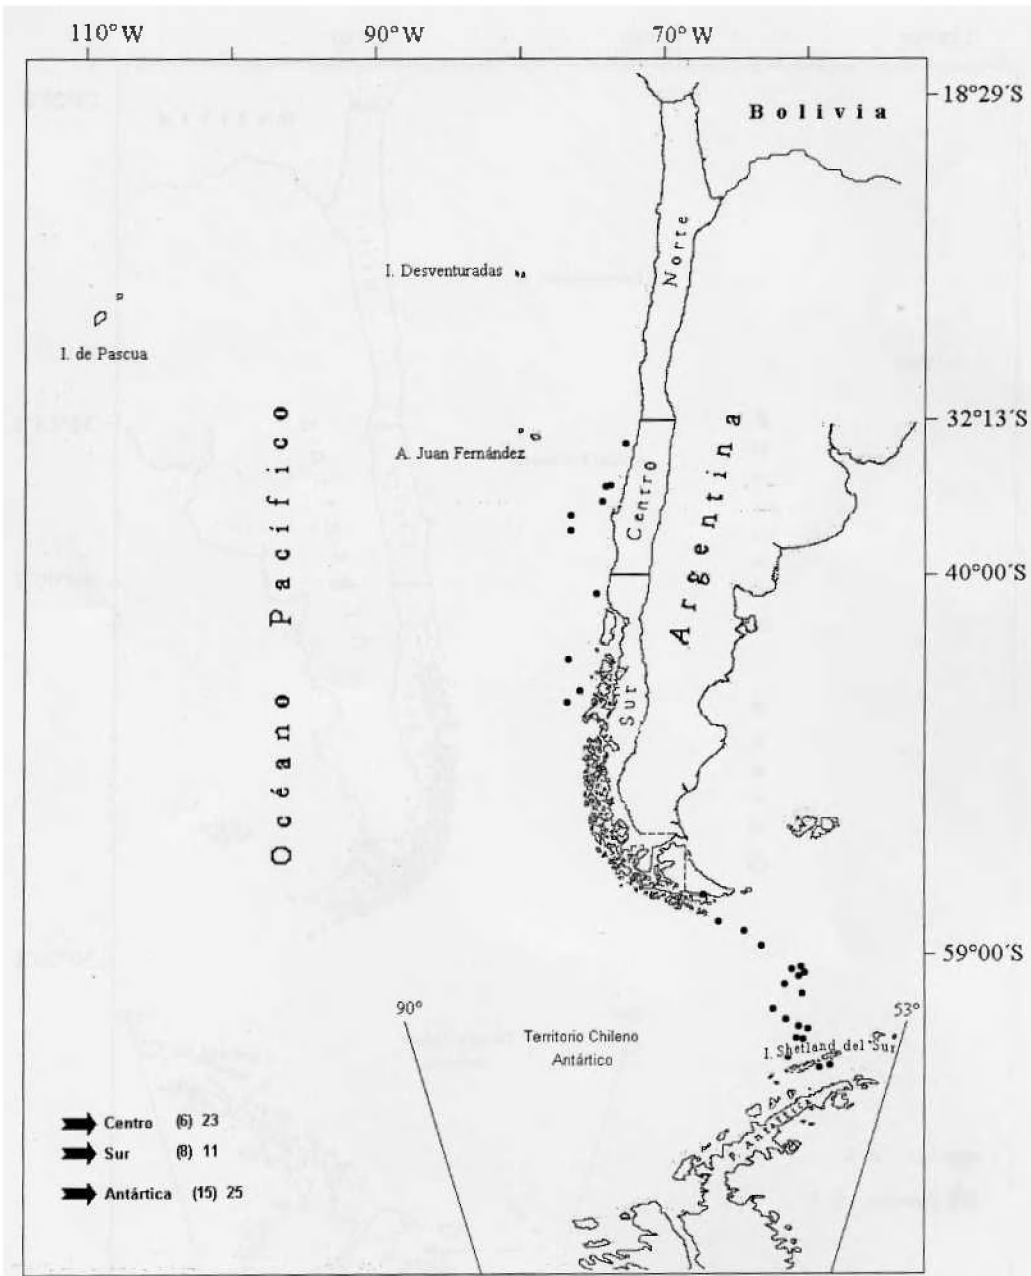 110°W 90°W 70°W
18°29´S
Bolivia
Norte
I. Desventuradas
I. de Pascua
32°13´S
A. Juan Fernández
Centro
Argentina
Océano Pacífico
40°00´S
Sur
59°00´S
90° 53°
Territorio Chileno
Antártico
I. Shetland del Sur
Centro (6) 23
Sur (8) 11
Antártica (15) 25